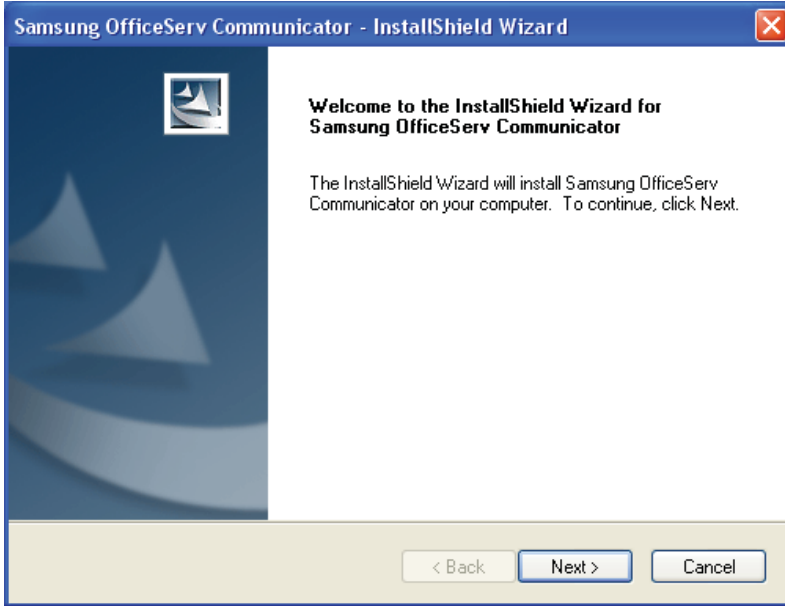 Samsung OfficeServ Communicator - InstallShield Wizard
Welcome to the InstallShield Wizard for
Samsung OfficeServ Communicator
The InstallShield Wizard will install Samsung OfficeServ
Communicator on your computer. To continue, click Next.
< Back Next > Cancel